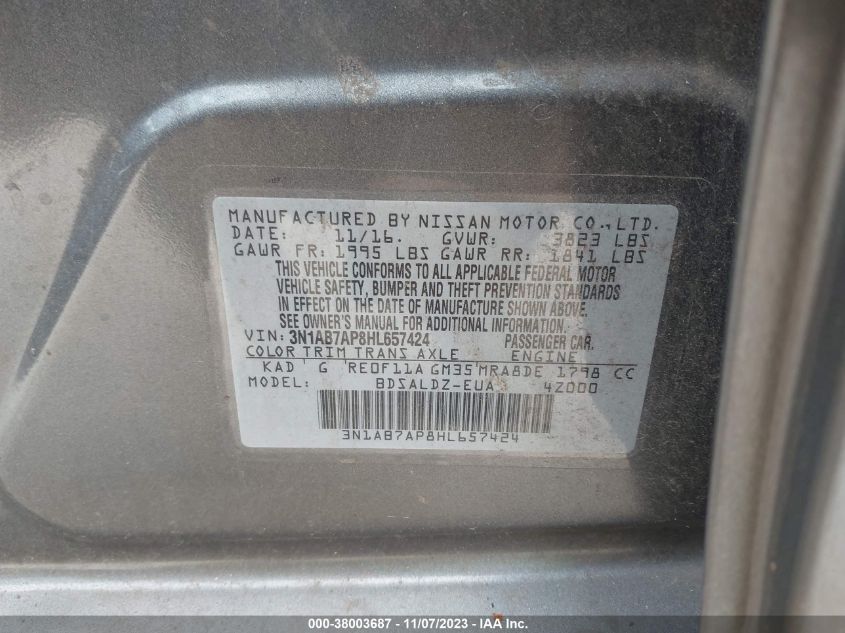 MANUFACTURED BY NISSAN MOTOR CO., LTD.
DATE: 11/16. GVWR: 3823 LBS
GAWR FR: 1995 LBS GAWR RR: 1841 LBS
THIS VEHICLE CONFORMS TO ALL APPLICABLE FEDERAL MOTOR
VEHICLE SAFETY, BUMPER AND THEFT PREVENTION STANDARDS
IN EFFECT ON THE DATE OF MANUFACTURE SHOWN ABOVE.
SEE OWNER'S MANUAL FOR ADDITIONAL INFORMATION.
VIN: 3N1AB7AP8HL657424 PASSENGER CAR.
COLOR TRIM TRANS AXLE ENGINE
KAD G RE0F11A GM35 MRA8DE 1798 CC
MODEL: BDSALDZ-EUA 4Z000
3N1AB7AP8HL657424
000-38003687 - 11/07/2023 - IAA Inc.